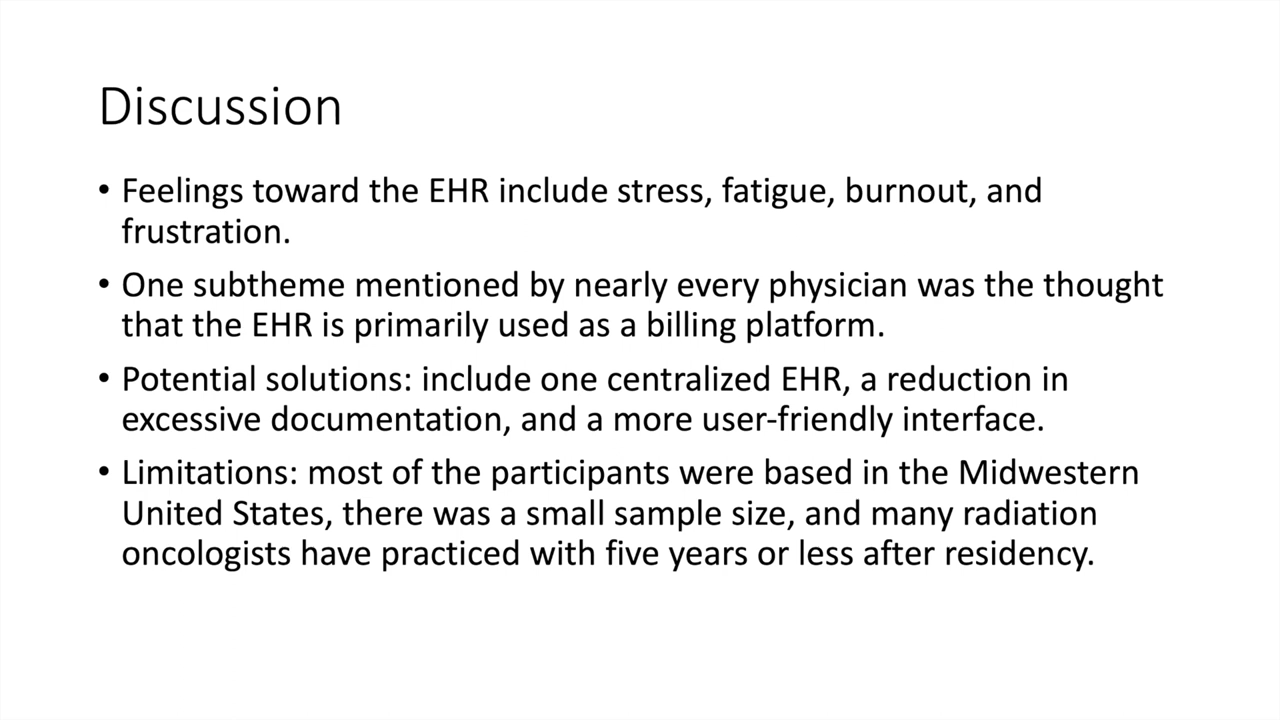 Discussion
• Feelings toward the EHR include stress, fatigue, burnout, and
frustration.
• One subtheme mentioned by nearly every physician was the thought
that the EHR is primarily used as a billing platform.
• Potential solutions: include one centralized EHR, a reduction in
excessive documentation, and a more user-friendly interface.
• Limitations: most of the participants were based in the Midwestern
United States, there was a small sample size, and many radiation
oncologists have practiced with five years or less after residency.